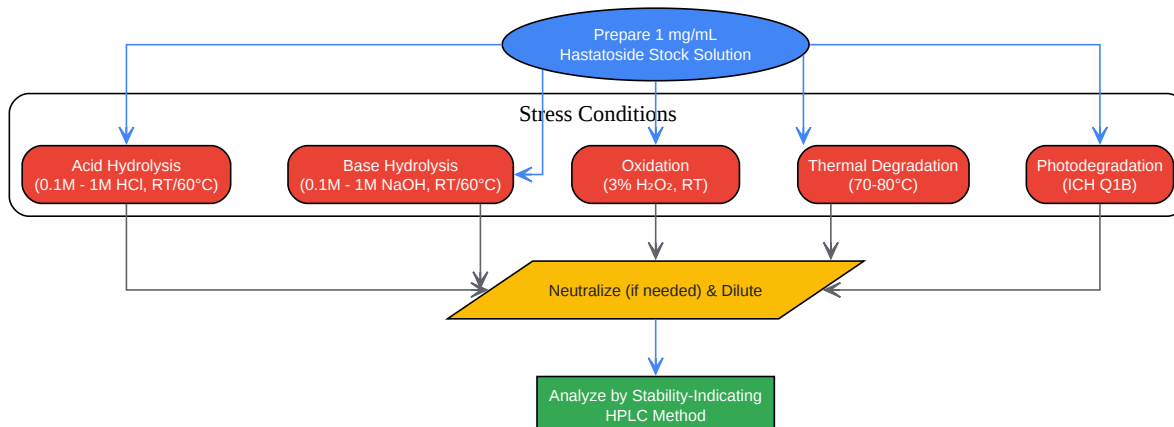 Prepare 1 mg/mL
Hastatoside Stock Solution
Stress Conditions
Acid Hydrolysis
(0.1M - 1M HCl, RT/60°C)
Base Hydrolysis
(0.1M - 1M NaOH, RT/60°C)
Oxidation
(3% H₂O₂, RT)
Thermal Degradation
(70-80°C)
Photodegradation
(ICH Q1B)
Neutralize (if needed) & Dilute
Analyze by Stability-Indicating
HPLC Method